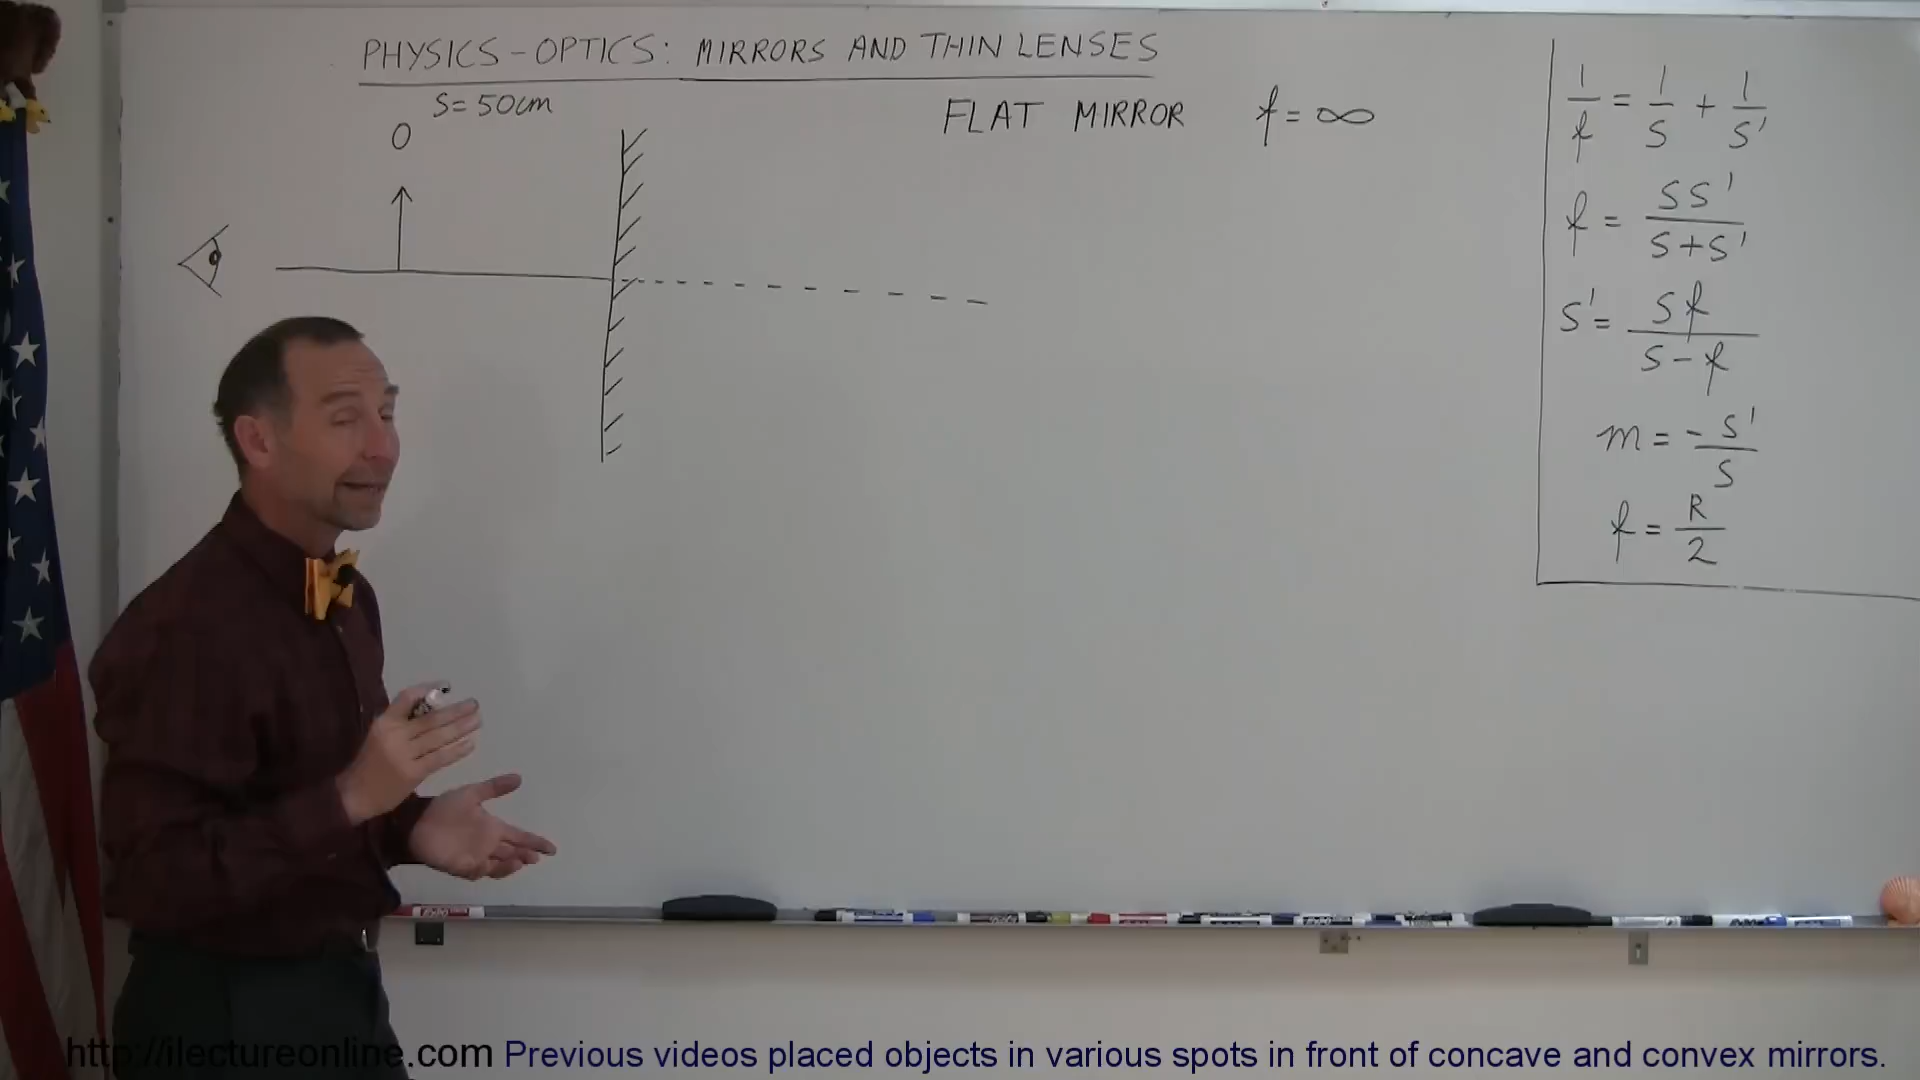 PHYSICS - OPTICS: MIRRORS AND THIN LENSES
S = 50cm
O
FLAT MIRROR f = ∞
1/f = 1/S + 1/S'
f = SS'/S+S'
S' = Sf/S-f
m = - S'/S
f = R/2
http://ilectureonline.com Previous videos placed objects in various spots in front of concave and convex mirrors.